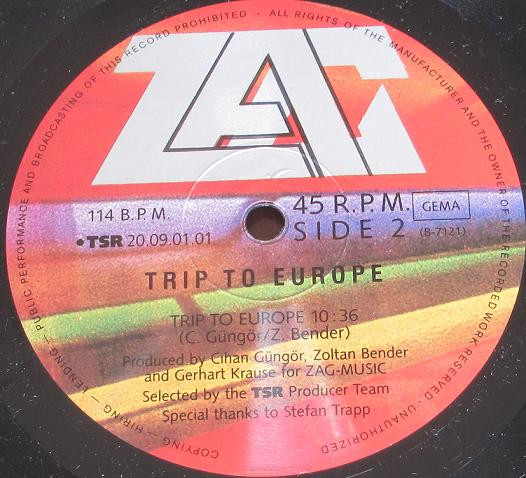 ZAG
114 B.P.M.
•TSR 20.09.01.01
45 R.P.M.
SIDE 2
GEMA
(B-7121)
TRIP TO EUROPE
TRIP TO EUROPE 10:36
(C. Güngör/Z. Bender)
Produced by Cihan Güngör, Zoltan Bender
and Gerhart Krause for ZAG-MUSIC
Selected by the TSR Producer Team
Special thanks to Stefan Trapp
ALL RIGHTS OF THE MANUFACTURER AND THE OWNER OF THE RECORDED WORK RESERVED - UNAUTHORIZED COPYING — HIRING — LENDING — PUBLIC PERFORMANCE AND BROADCASTING OF THIS RECORD PROHIBITED -